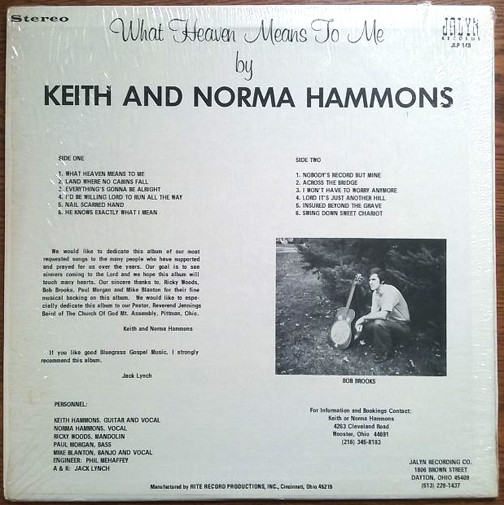 Stereo
What Heaven Means To Me
JALYN
RECORDS
JLP 148
by
KEITH AND NORMA HAMMONS
SIDE ONE
1. WHAT HEAVEN MEANS TO ME
2. LAND WHERE NO CABINS FALL
3. EVERYTHING'S GONNA BE ALRIGHT
4. I'D BE WILLING LORD TO RUN ALL THE WAY
5. NAIL SCARRED HAND
6. HE KNOWS EXACTLY WHAT I MEAN
SIDE TWO
1. NOBODY'S RECORD BUT MINE
2. ACROSS THE BRIDGE
3. I WON'T HAVE TO WORRY ANYMORE
4. LORD IT'S JUST ANOTHER HILL
5. INSURED BEYOND THE GRAVE
6. SWING DOWN SWEET CHARIOT
We would like to dedicate this album of our most
requested songs to the many people who have supported
and prayed for us over the years. Our goal is to see
sinners coming to the Lord and we hope this album will
touch many hearts. Our sincere thanks to, Ricky Woods,
Bob Brooks, Paul Morgan and Mike Blanton for their fine
musical backing on this album. We would like to espe-
cially dedicate this album to our Pastor, Reverend Jennings
Baird of The Church Of God Mt. Assembly, Pittman, Ohio.
Keith and Norma Hammons
If you like good Bluegrass Gospel Music, I strongly
recommend this album.
Jack Lynch
BOB BROOKS
PERSONNEL:
KEITH HAMMONS, GUITAR AND VOCAL
NORMA HAMMONS, VOCAL
RICKY WOODS, MANDOLIN
PAUL MORGAN, BASS
MIKE BLANTON, BANJO AND VOCAL
ENGINEER: PHIL MEHAFFEY
A & R: JACK LYNCH
For Information and Bookings Contact:
Keith or Norma Hammons
4263 Cleveland Road
Wooster, Ohio 44691
(216) 345-8183
JALYN RECORDING CO.
1806 BROWN STREET
DAYTON, OHIO 45409
(513) 228-1437
Manufactured by RITE RECORD PRODUCTIONS, INC., Cincinnati, Ohio 45215